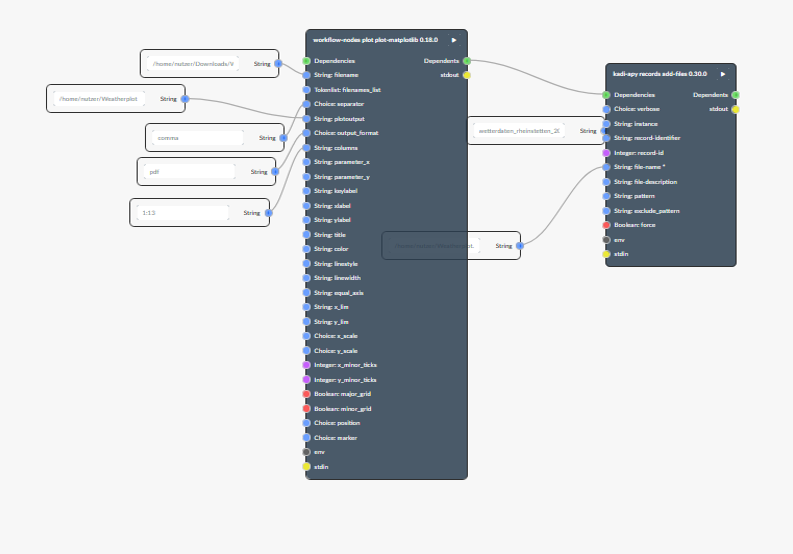 /home/netzer/Downloads/9
String
/home/netzer/Weatherplot
String
comma
String
pdf
String
1:13
String
workflow-nodes plot plot-matplotlib 0.18.0
Dependencies
Dependents
String: filename
stdout
Tokenlist: filenames_list
Choice: separator
String: plotoutput
Choice: output_format
String: columns
String: parameter_x
String: parameter_y
String: keylabel
String: xlabel
String: ylabel
String: title
String: color
String: linestyle
String: linewidth
String: equal_axis
String: x_lim
String: y_lim
Choice: x_scale
Choice: y_scale
Integer: x_minor_ticks
Integer: y_minor_ticks
Boolean: major_grid
Boolean: minor_grid
Choice: position
Choice: marker
env
stdin
wetterdaten_rheinstetten_2(
String
String
kadi-apy records add-files 0.30.0
Dependencies
Dependents
Choice: verbose
stdout
String: instance
String: record-identifier
Integer: record-id
String: file-name *
String: file-description
String: pattern
String: exclude_pattern
Boolean: force
env
stdin